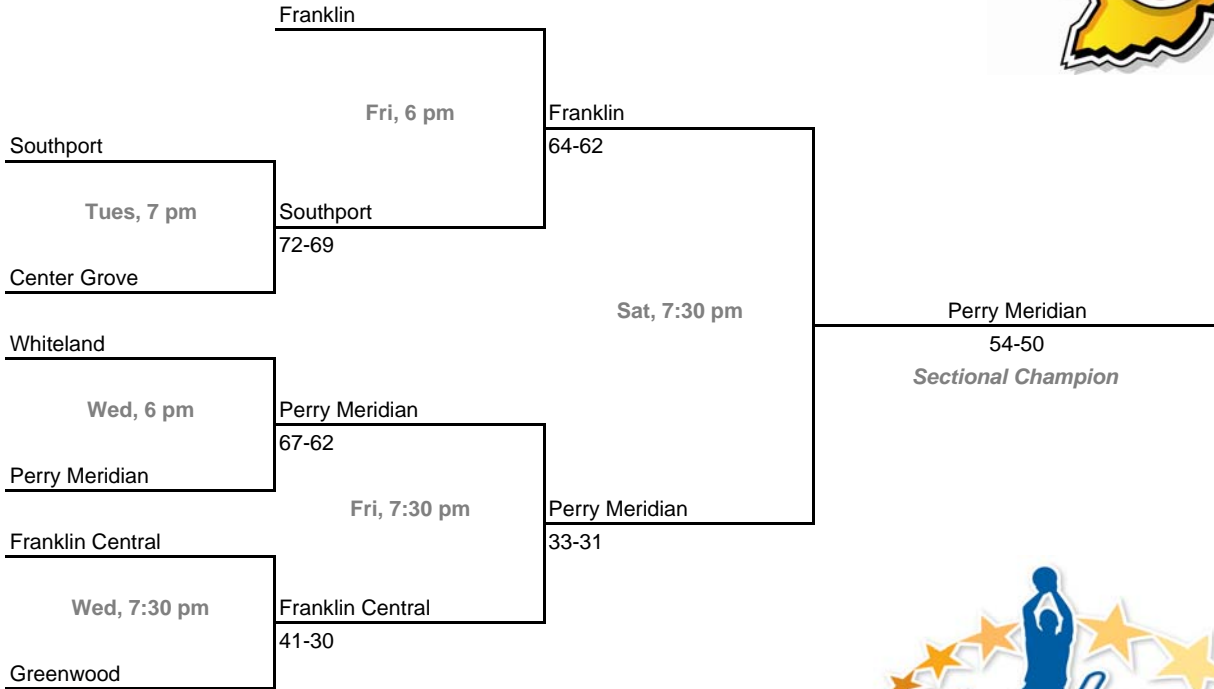 Franklin
Fri, 6 pm
Franklin
Southport
64-62
Tues, 7 pm
Southport
72-69
Center Grove
Sat, 7:30 pm
Perry Meridian
Whiteland
54-50
Sectional Champion
Wed, 6 pm
Perry Meridian
67-62
Perry Meridian
Fri, 7:30 pm
Perry Meridian
Franklin Central
33-31
Wed, 7:30 pm
Franklin Central
41-30
Greenwood